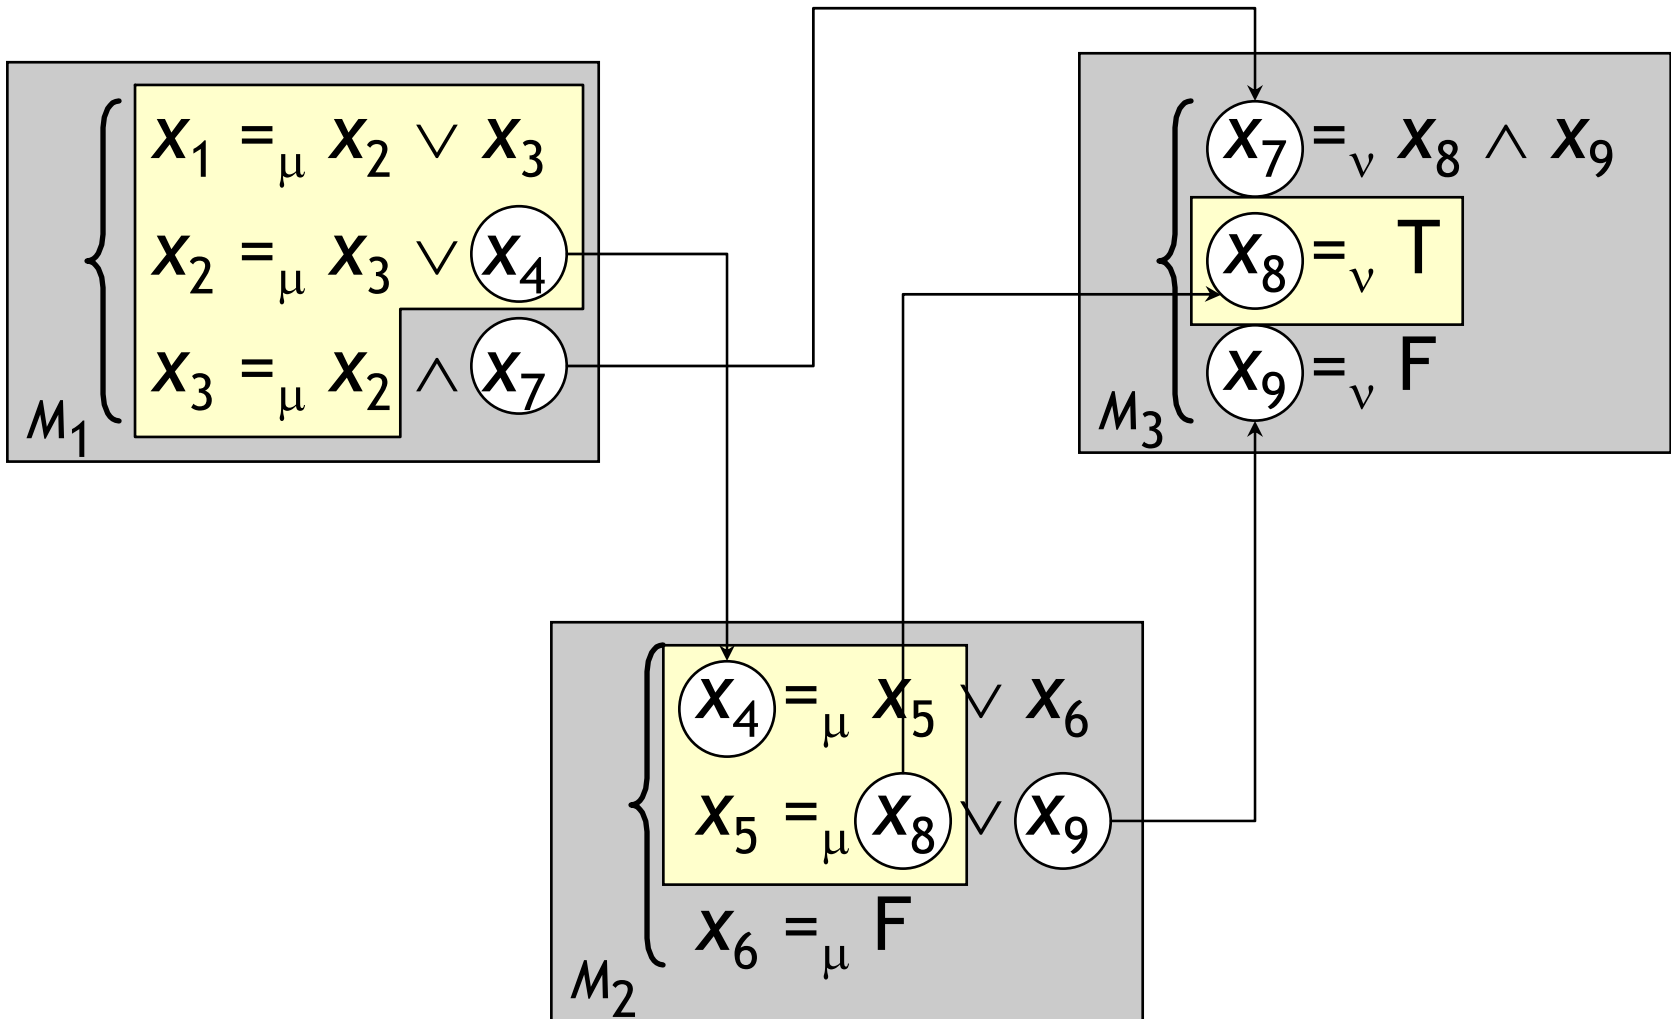 x₁ =μ x₂ ∨ x₃
x₂ =μ x₃ ∨ x₄
x₃ =μ x₂ ∧ x₇
M₁
x₇ =ν x₈ ∧ x₉
x₈ =ν T
x₉ =ν F
M₃
x₄ =μ x₅ ∨ x₆
x₅ =μ x₈ ∨ x₉
x₆ =μ F
M₂